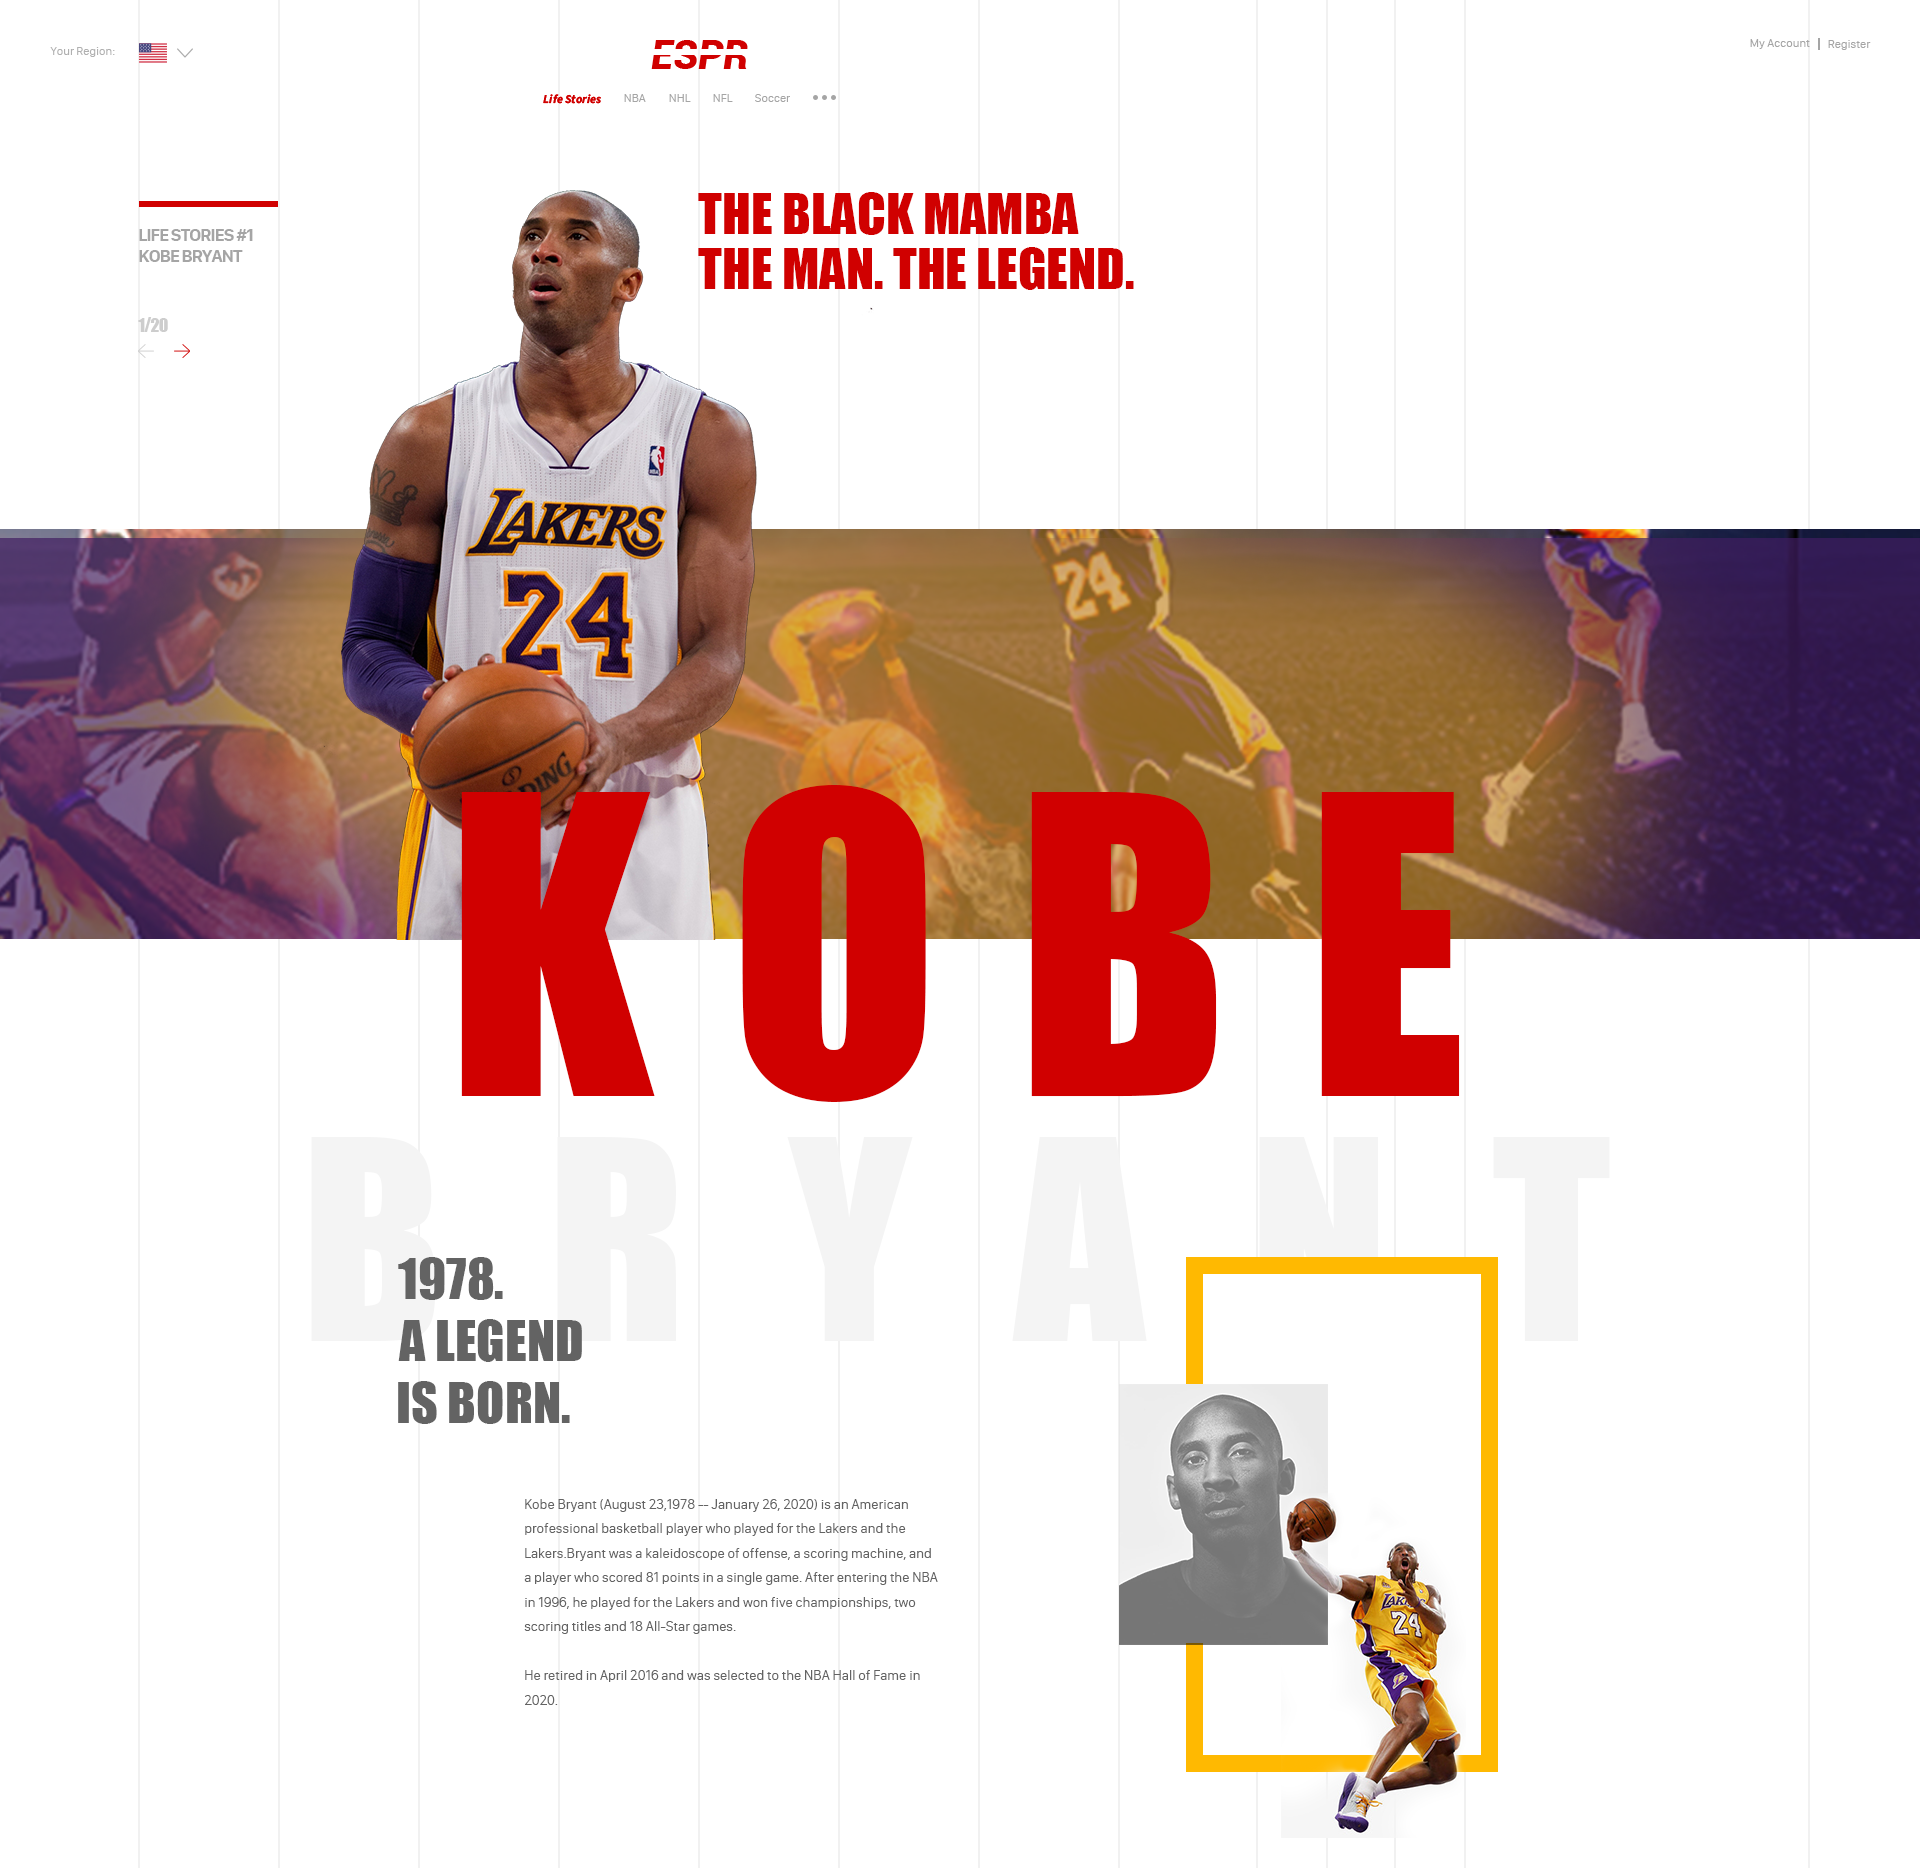 Your Region:
ESPR
My Account | Register
Life Stories NBA NHL NFL Soccer •••
LIFE STORIES #1
KOBE BRYANT
1/20
THE BLACK MAMBA
THE MAN. THE LEGEND.
NBA
LAKERS
24
24
KOBE
BRYANT
1978.
A LEGEND
IS BORN.
Kobe Bryant (August 23,1978 -- January 26, 2020) is an American
professional basketball player who played for the Lakers and the
Lakers.Bryant was a kaleidoscope of offense, a scoring machine, and
a player who scored 81 points in a single game. After entering the NBA
in 1996, he played for the Lakers and won five championships, two
scoring titles and 18 All-Star games.
He retired in April 2016 and was selected to the NBA Hall of Fame in
2020.
24